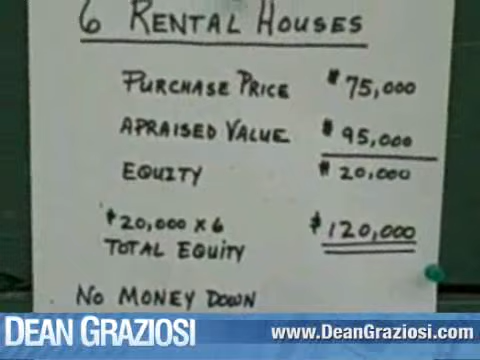 6 RENTAL HOUSES
PURCHASE PRICE $75,000
APRAISED VALUE $95,000
EQUITY $20,000
$20,000 x 6 $120,000
TOTAL EQUITY
NO MONEY DOWN
DEAN GRAZIOSI www.DeanGraziosi.com